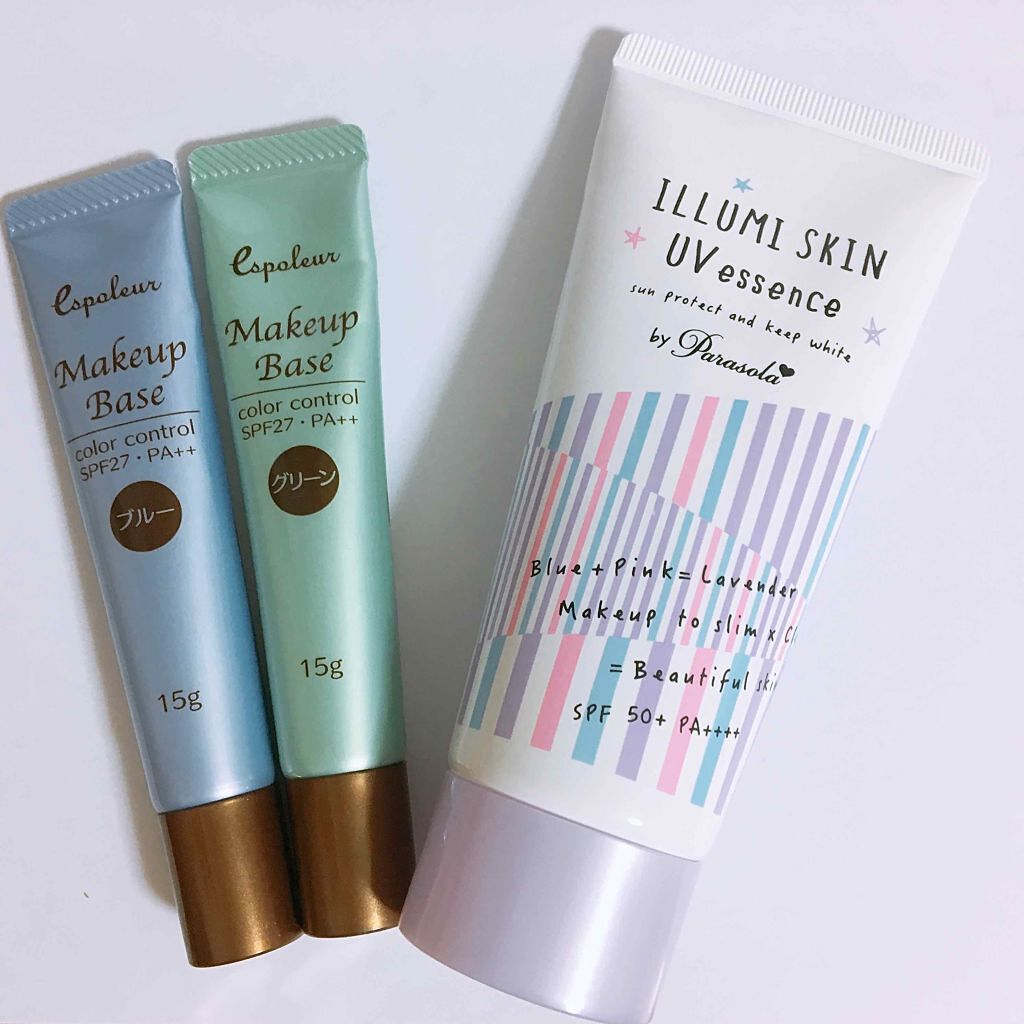 espoleur
Makeup
Base
color control
SPF27・PA++
ブルー
15g
espoleur
Makeup
Base
color control
SPF27・PA++
グリーン
15g
ILLUMI SKIN
UV essence
sun protect and keep white
by Parasola
Blue + Pink = Lavender
Makeup to slim x
= Beautiful
SPF 50+ PA++++